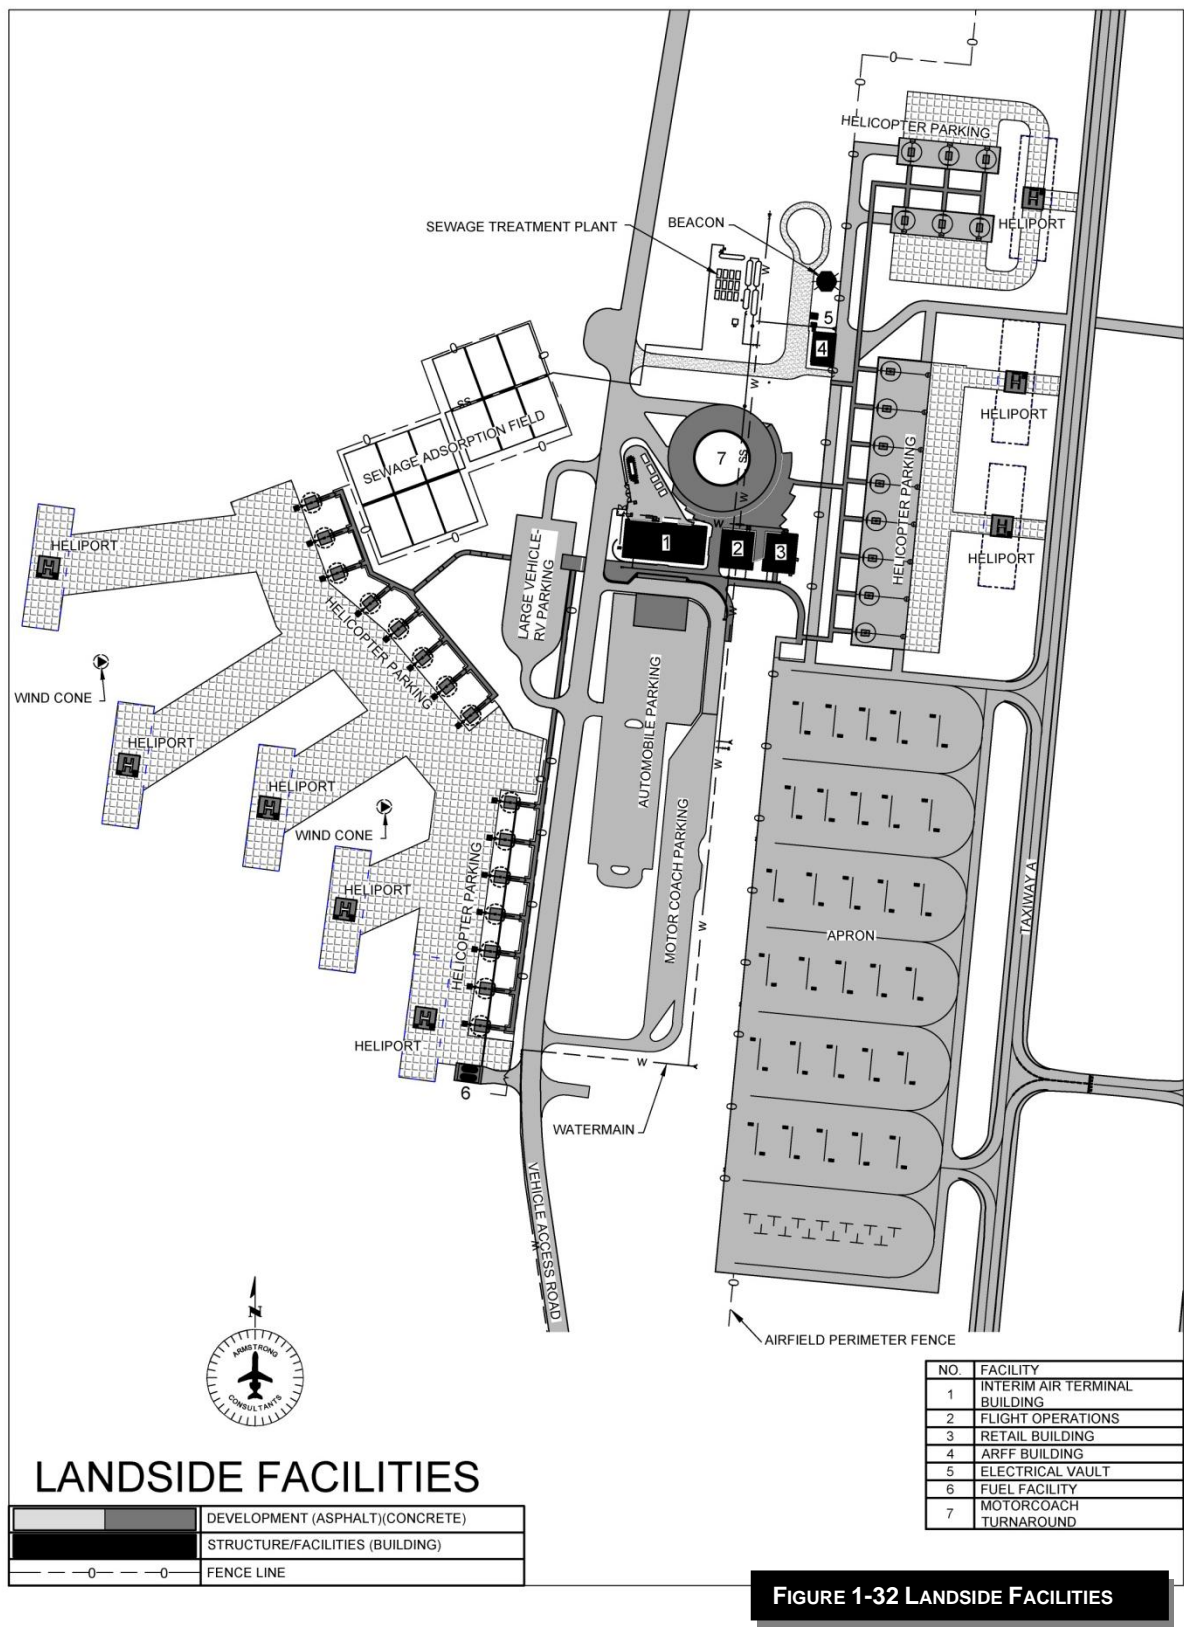 HELICOPTER PARKING
HELIPORT
SEWAGE TREATMENT PLANT
BEACON
5
4
HELIPORT
SS
SEWAGE ADSORPTION FIELD
7
SS
W
W
W
W
HELICOPTER PARKING
HELIPORT
1
2
3
HELIPORT
LARGE VEHICLE-
RV PARKING
HELICOPTER PARKING
WIND CONE
HELIPORT
HELIPORT
WIND CONE
HELIPORT
HELICOPTER PARKING
HELIPORT
6
AUTOMOBILE PARKING
MOTOR COACH PARKING
W
W
W
W
WATERMAIN
APRON
TAXIWAY A
VEHICLE ACCESS ROAD
W
AIRFIELD PERIMETER FENCE
N
ARMSTRONG
CONSULTANTS
NO. FACILITY
1 INTERIM AIR TERMINAL
BUILDING
2 FLIGHT OPERATIONS
3 RETAIL BUILDING
4 ARFF BUILDING
5 ELECTRICAL VAULT
6 FUEL FACILITY
7 MOTORCOACH
TURNAROUND
LANDSIDE FACILITIES
DEVELOPMENT (ASPHALT)(CONCRETE)
STRUCTURE/FACILITIES (BUILDING)
FENCE LINE
FIGURE 1-32 LANDSIDE FACILITIES